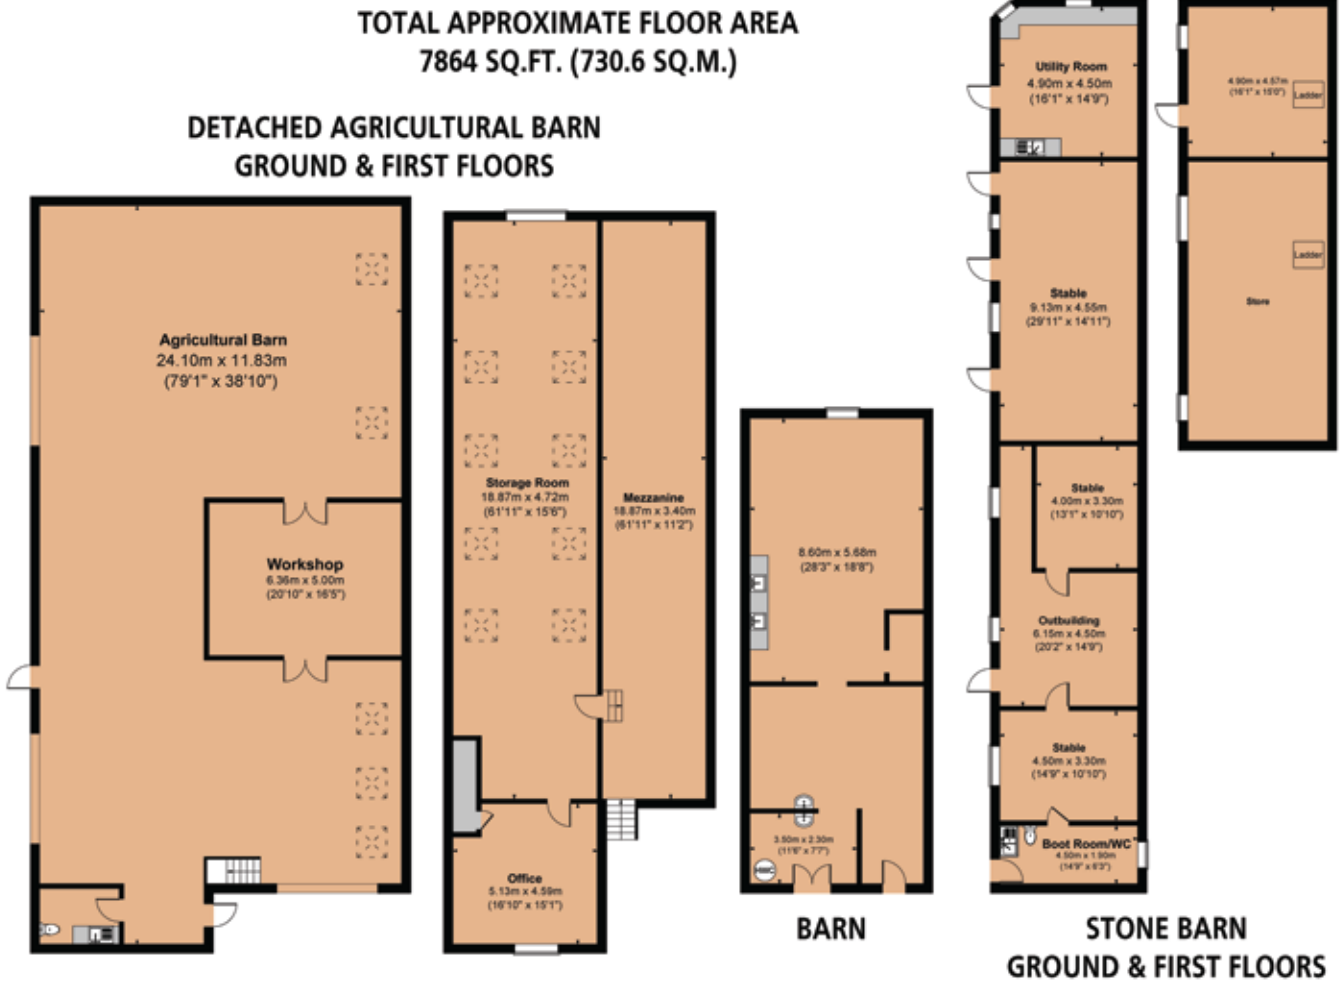 TOTAL APPROXIMATE FLOOR AREA
7864 SQ.FT. (730.6 SQ.M.)
DETACHED AGRICULTURAL BARN
GROUND & FIRST FLOORS
Agricultural Barn
24.10m x 11.83m
(79'1" x 38'10")
Workshop
6.36m x 5.00m
(20'10" x 16'5")
Storage Room
18.87m x 4.72m
(61'11" x 15'6")
Mezzanine
18.87m x 3.40m
(61'11" x 11'2")
Office
5.13m x 4.59m
(16'10" x 15'1")
8.60m x 5.68m
(28'3" x 18'8")
3.50m x 2.30m
(11'6" x 7'7")
HWC
BARN
Utility Room
4.90m x 4.50m
(16'1" x 14'9")
Stable
9.13m x 4.55m
(29'11" x 14'11")
Stable
4.00m x 3.30m
(13'1" x 10'10")
Outbuilding
6.15m x 4.50m
(20'2" x 14'9")
Stable
4.50m x 3.30m
(14'9" x 10'10")
Boot Room/WC
4.50m x 1.90m
(14'9" x 6'3")
4.90m x 4.57m
(16'1" x 15'0")
Ladder
Ladder
Store
STONE BARN
GROUND & FIRST FLOORS